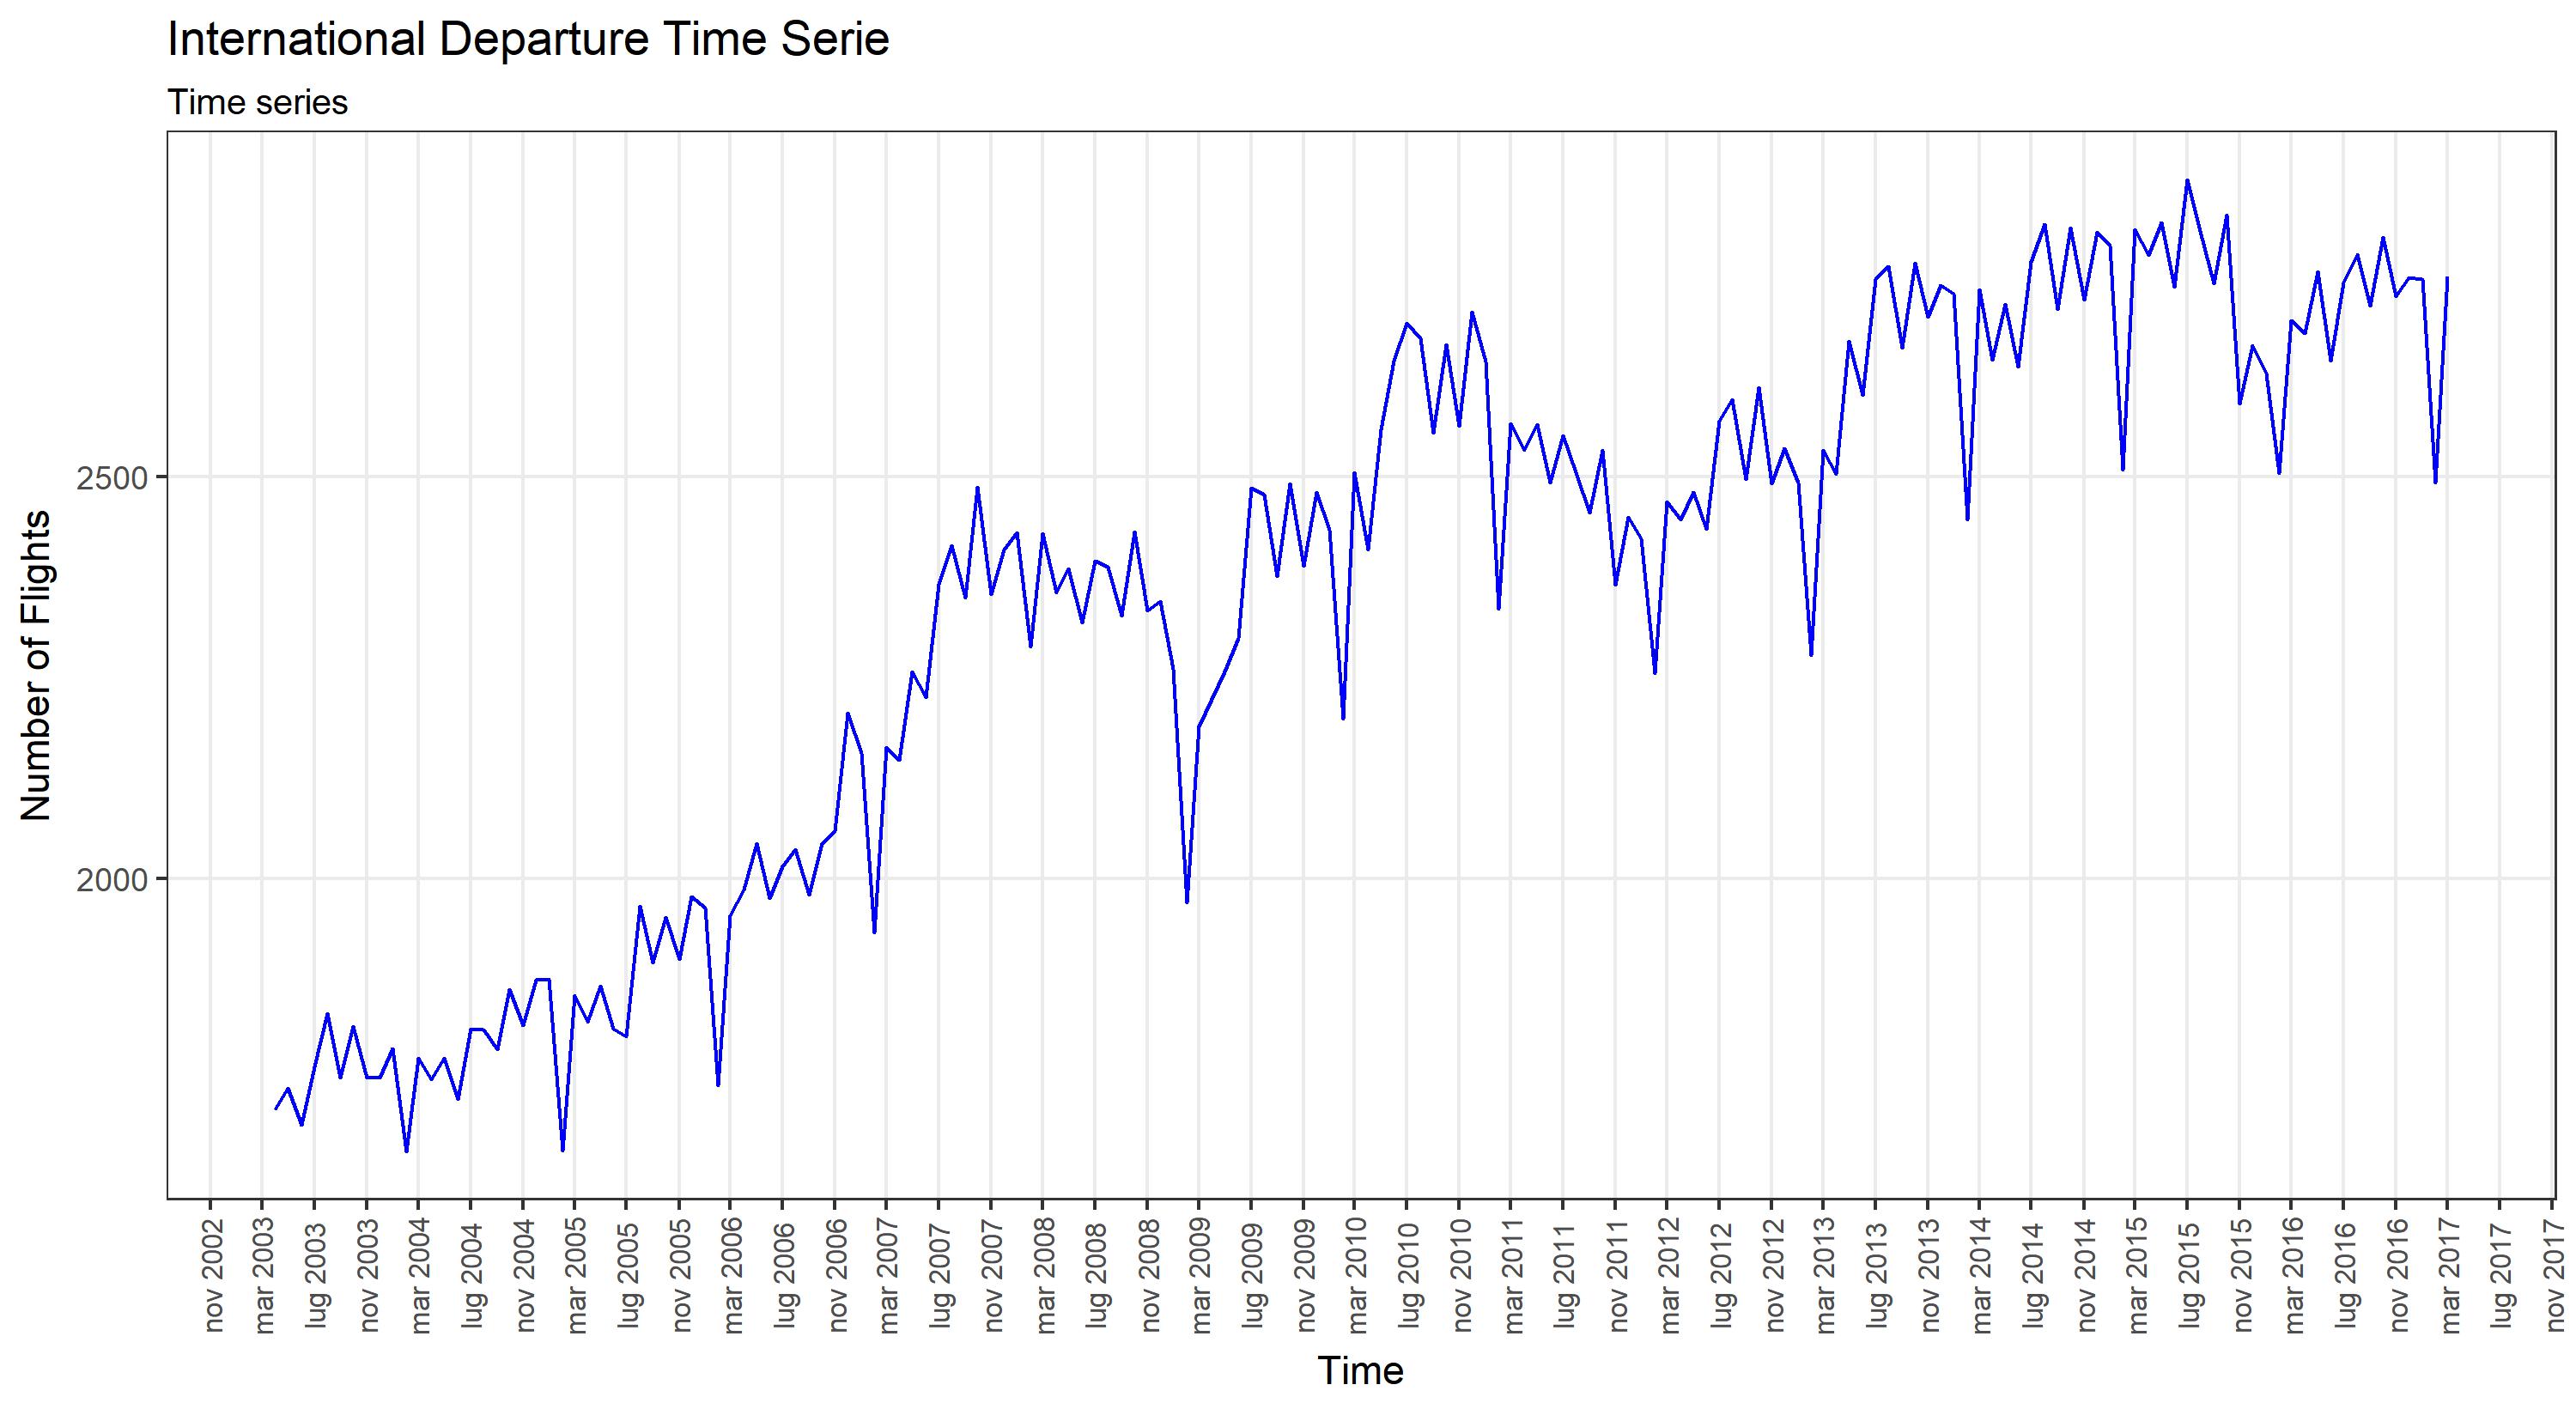 International Departure Time Serie
Time series
Number of Flights
2500
2000
nov 2002
mar 2003
lug 2003
nov 2003
mar 2004
lug 2004
nov 2004
mar 2005
lug 2005
nov 2005
mar 2006
lug 2006
nov 2006
mar 2007
lug 2007
nov 2007
mar 2008
lug 2008
nov 2008
mar 2009
lug 2009
nov 2009
mar 2010
lug 2010
nov 2010
mar 2011
lug 2011
nov 2011
mar 2012
lug 2012
nov 2012
mar 2013
lug 2013
nov 2013
mar 2014
lug 2014
nov 2014
mar 2015
lug 2015
nov 2015
mar 2016
lug 2016
nov 2016
mar 2017
lug 2017
nov 2017
Time